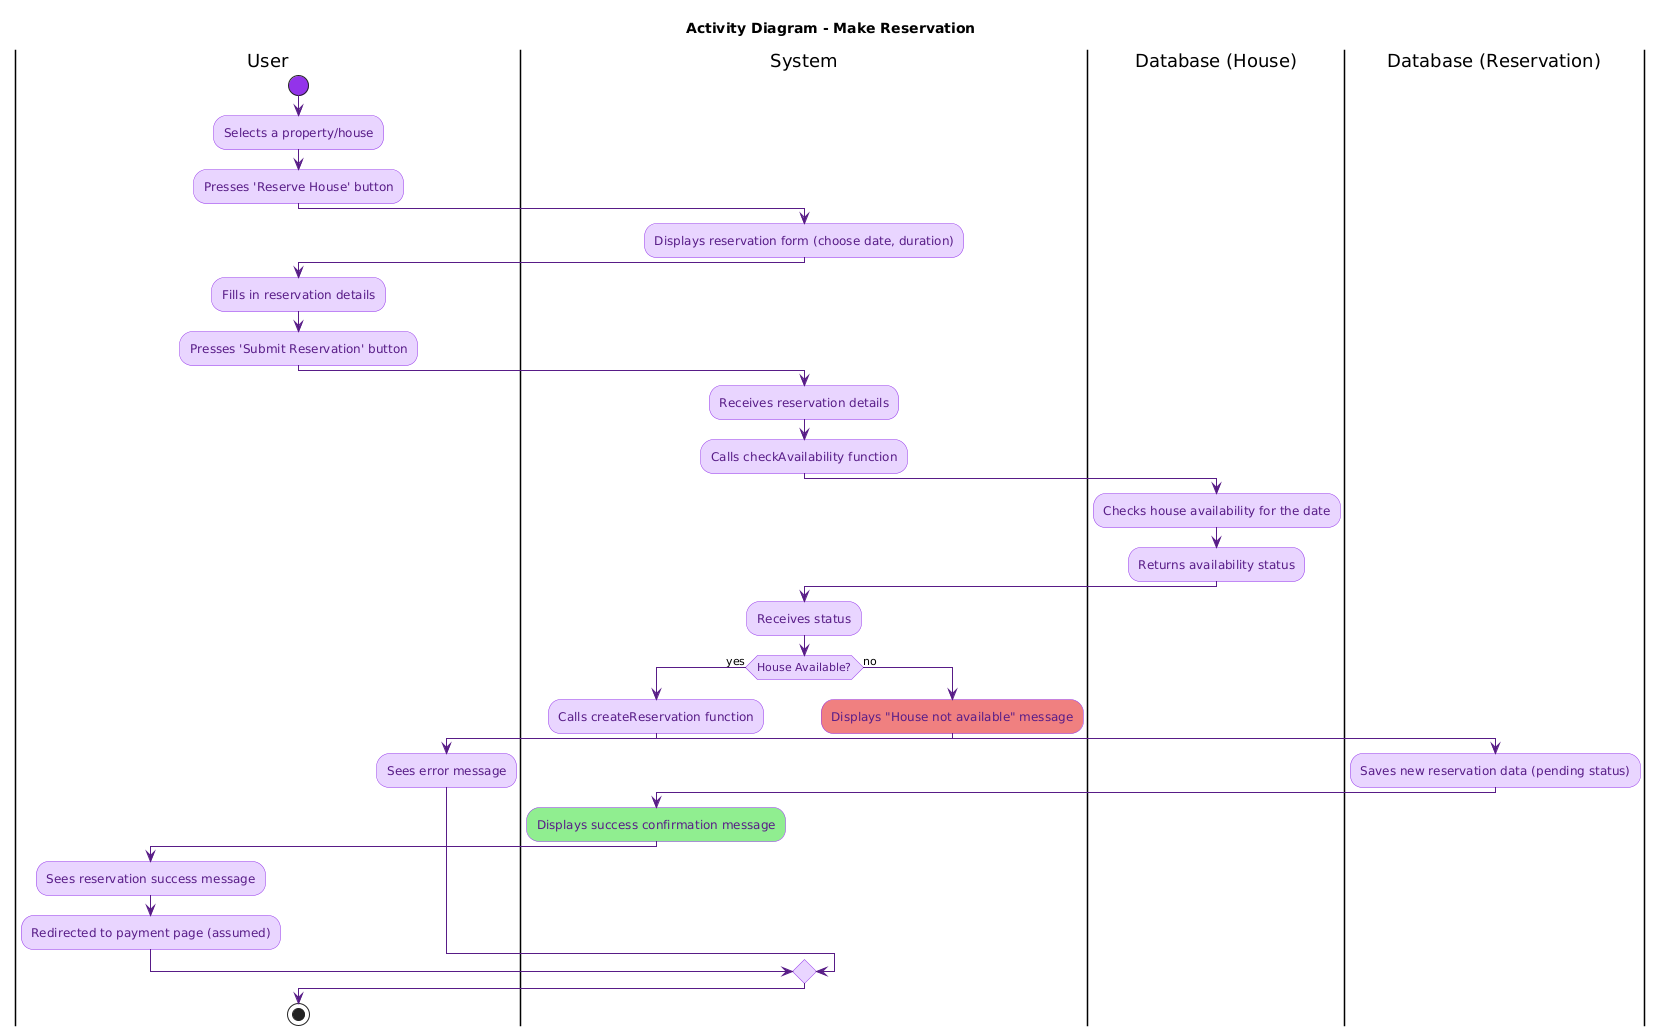 Activity Diagram - Make Reservation
User
System
Database (House)
Database (Reservation)
Selects a property/house
Presses 'Reserve House' button
Displays reservation form (choose date, duration)
Fills in reservation details
Presses 'Submit Reservation' button
Receives reservation details
Calls checkAvailability function
Checks house availability for the date
Returns availability status
Receives status
yes
House Available?
no
Calls createReservation function
Displays "House not available" message
Sees error message
Saves new reservation data (pending status)
Displays success confirmation message
Sees reservation success message
Redirected to payment page (assumed)